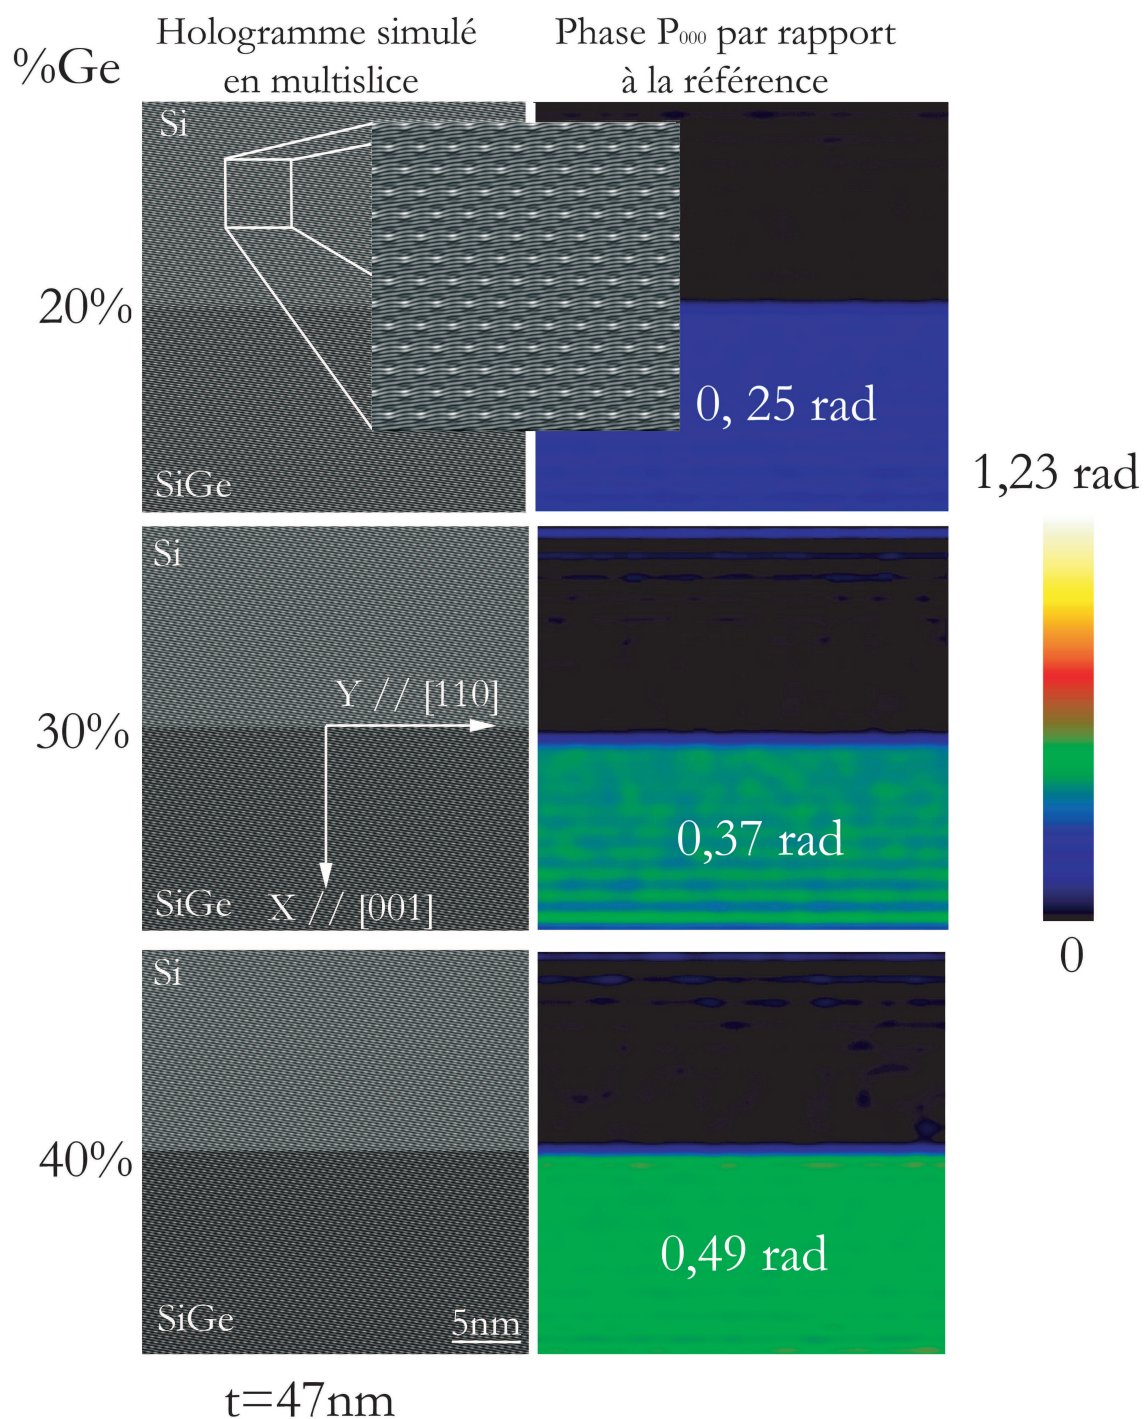 %Ge
Hologramme simulé
en multislice
Phase P000 par rapport
à la référence
Si
20%
SiGe
0, 25 rad
1,23 rad
0
Si
30%
Y // [110]
SiGe
X // [001]
0,37 rad
Si
40%
SiGe
5nm
0,49 rad
t=47nm